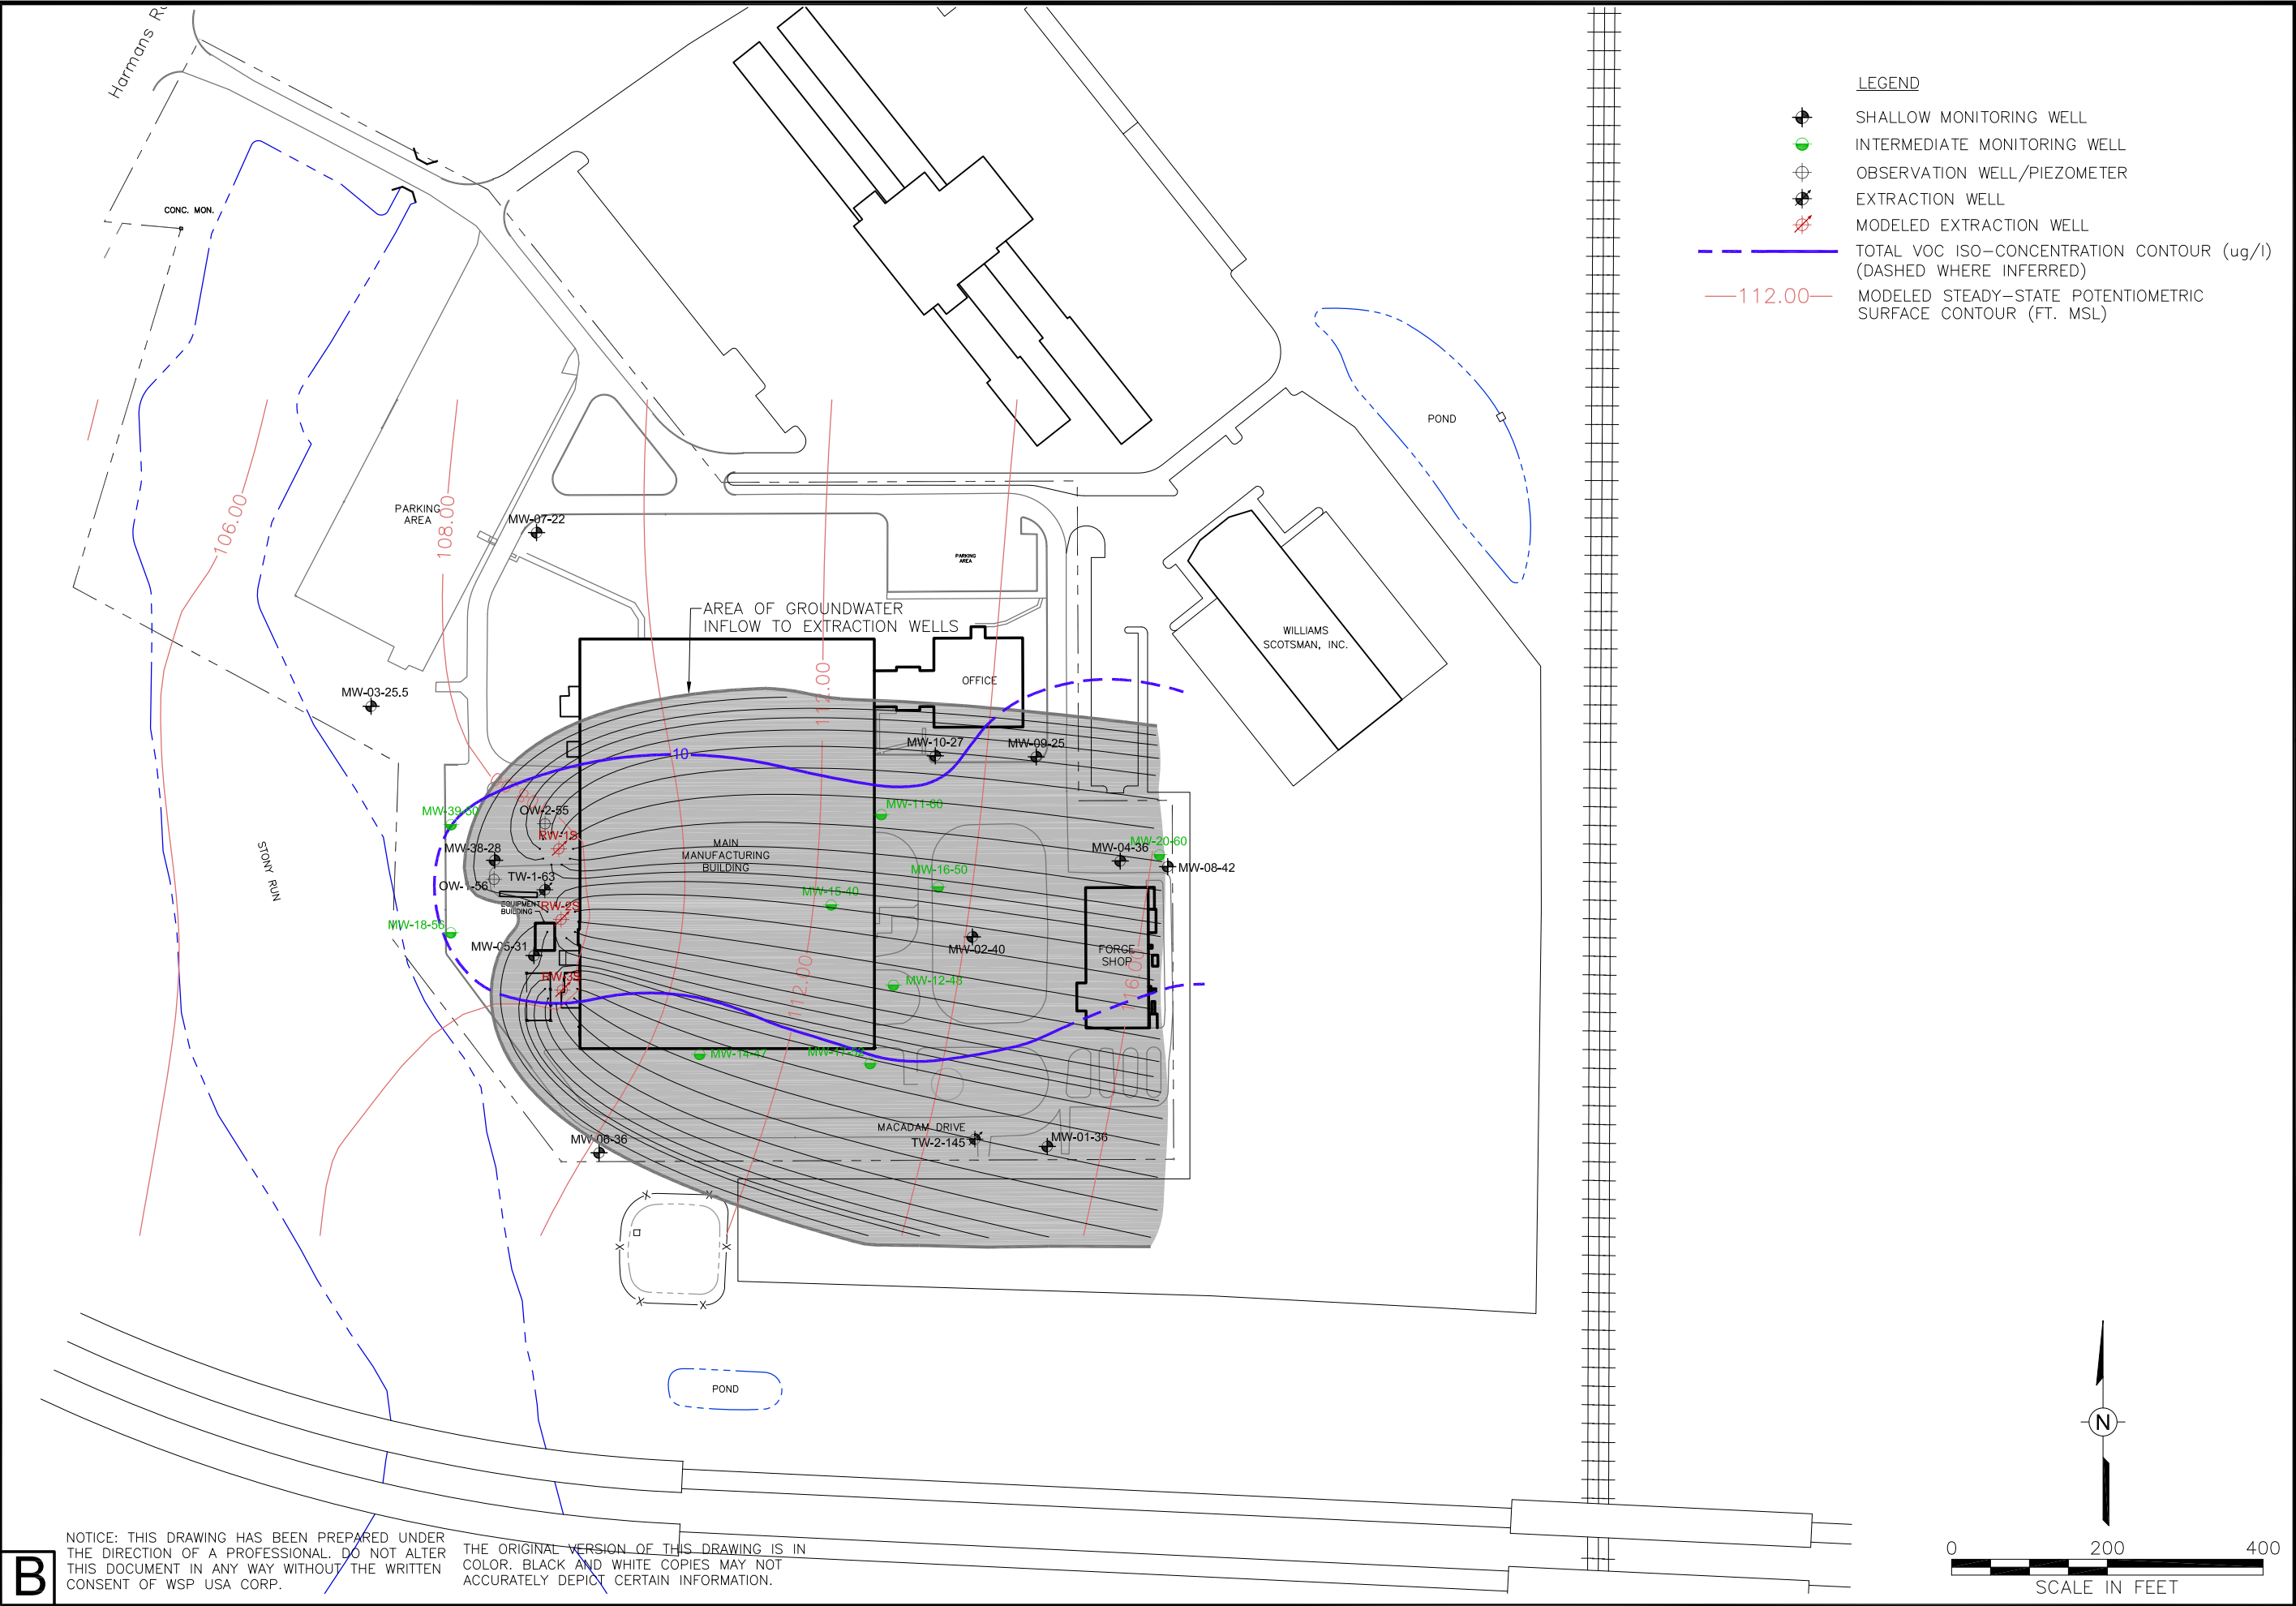 Harmans
LEGEND
SHALLOW MONITORING WELL
INTERMEDIATE MONITORING WELL
OBSERVATION WELL/PIEZOMETER
EXTRACTION WELL
MODELED EXTRACTION WELL
TOTAL VOC ISO-CONCENTRATION CONTOUR (ug/l)
(DASHED WHERE INFERRED)
112.00
MODELED STEADY-STATE POTENTIOMETRIC
SURFACE CONTOUR (FT. MSL)
CONC. MON.
POND
PARKING
AREA
106.00
108.00
MW-07-22
PARKING
AREA
AREA OF GROUNDWATER
INFLOW TO EXTRACTION WELLS
WILLIAMS
SCOTSMAN, INC.
OFFICE
112.00
MW-03-25.5
10
MW-10-27
MW-09-25
MW-39-50
OW-2-55
MW-11-60
RW-1S
MW-38-28
MAIN
MANUFACTURING
BUILDING
MW-04-36
MW-20-60
MW-08-42
STONY RUN
OW-1-56
TW-1-63
MW-16-50
MW-15-40
EQUIPMENT
BUILDING
RW-2S
MW-18-56
MW-05-31
MW-02-40
FORGE
SHOP
116.00
RW-3S
112.00
MW-12-48
MW-14-47
MACADAM DRIVE
TW-2-145
MW-01-36
MW-06-36
POND
N
0 200 400
SCALE IN FEET
B
NOTICE: THIS DRAWING HAS BEEN PREPARED UNDER
THE DIRECTION OF A PROFESSIONAL. DO NOT ALTER
THIS DOCUMENT IN ANY WAY WITHOUT THE WRITTEN
CONSENT OF WSP USA CORP.
THE ORIGINAL VERSION OF THIS DRAWING IS IN
COLOR. BLACK AND WHITE COPIES MAY NOT
ACCURATELY DEPICT CERTAIN INFORMATION.